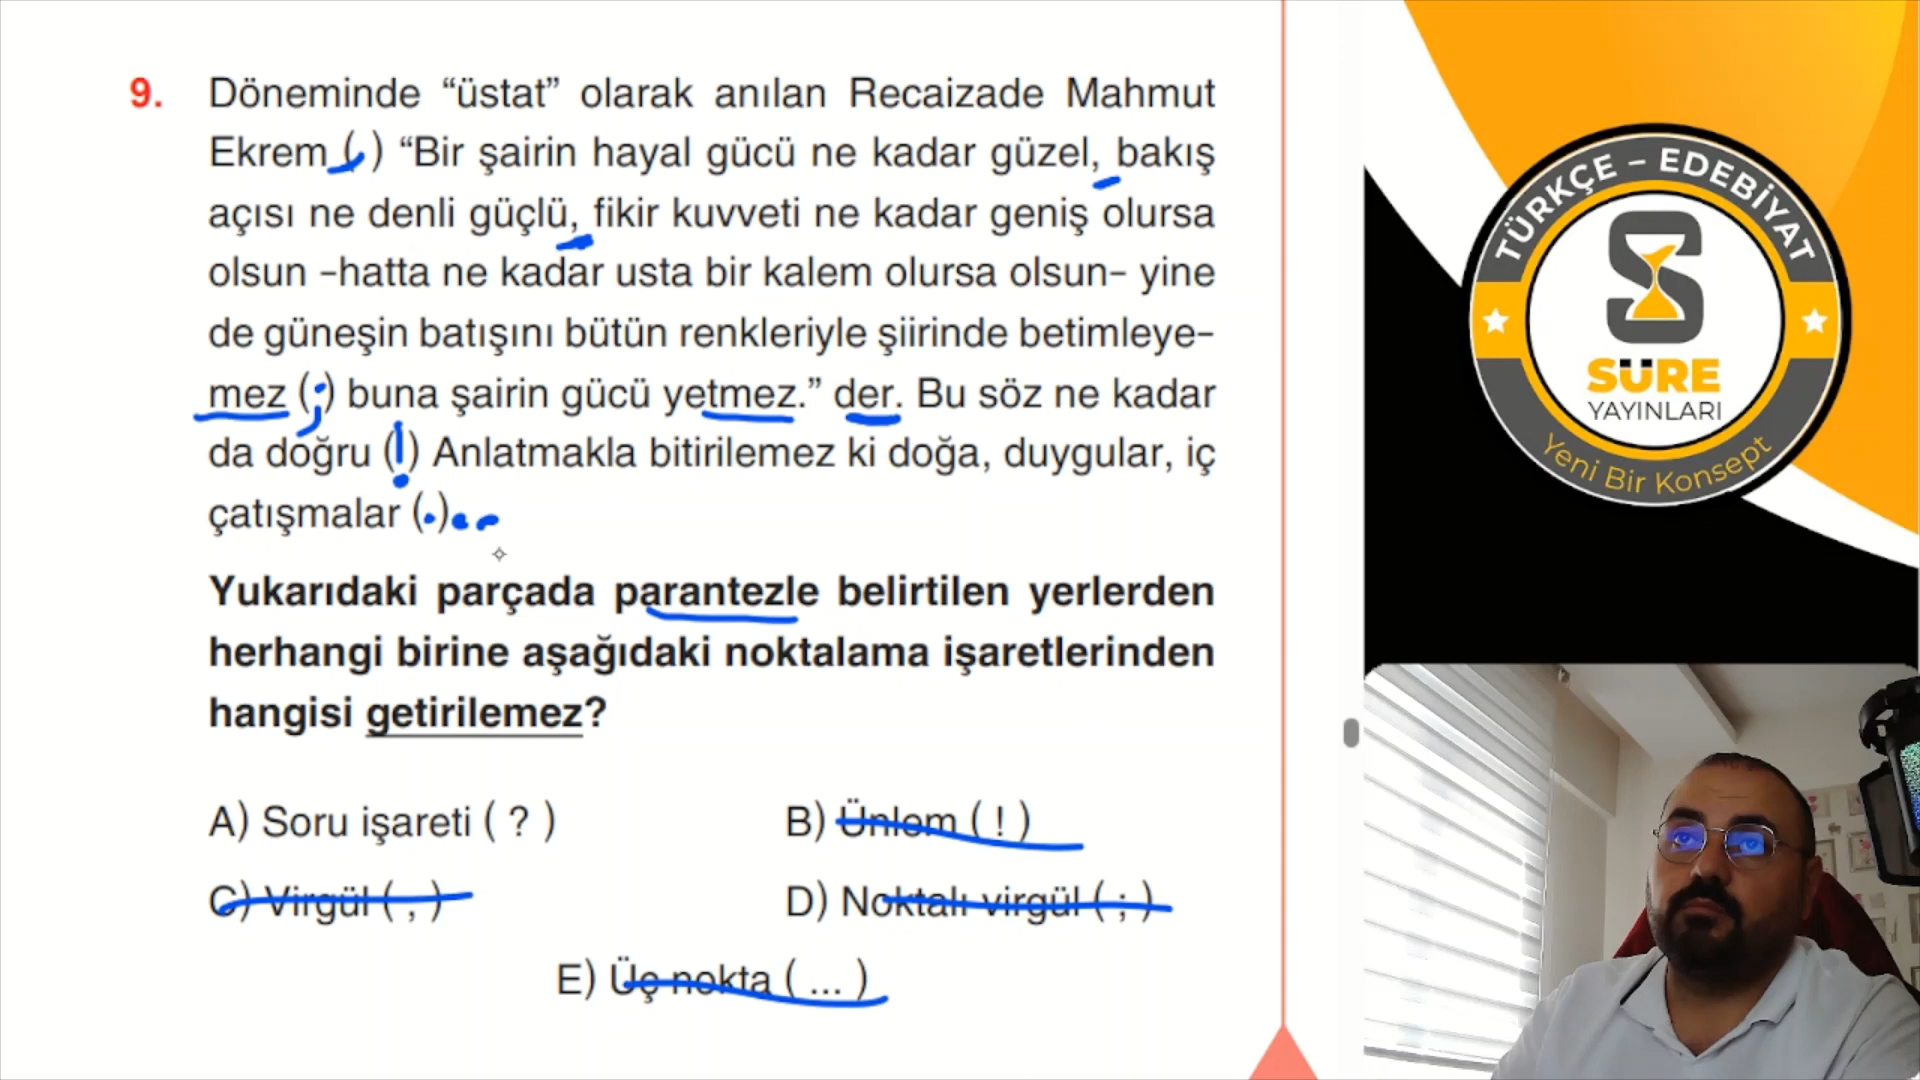 9. Döneminde “üstat” olarak anılan Recaizade Mahmut
Ekrem (,) “Bir şairin hayal gücü ne kadar güzel, bakış
açısı ne denli güçlü, fikir kuvveti ne kadar geniş olursa
olsun –hatta ne kadar usta bir kalem olursa olsun– yine
de güneşin batışını bütün renkleriyle şiirinde betimleye–
mez (;) buna şairin gücü yetmez.” der. Bu söz ne kadar
da doğru (!) Anlatmakla bitirilemez ki doğa, duygular, iç
çatışmalar (.)..
Yukarıdaki parçada parantezle belirtilen yerlerden
herhangi birine aşağıdaki noktalama işaretlerinden
hangisi getirilemez?
A) Soru işareti ( ? )
B) Ünlem ( ! )
C) Virgül ( , )
D) Noktalı virgül ( ; )
E) Üç nokta ( ... )
TÜRKÇE – EDEBİYAT
SÜRE
YAYINLARI
Yeni Bir Konsept